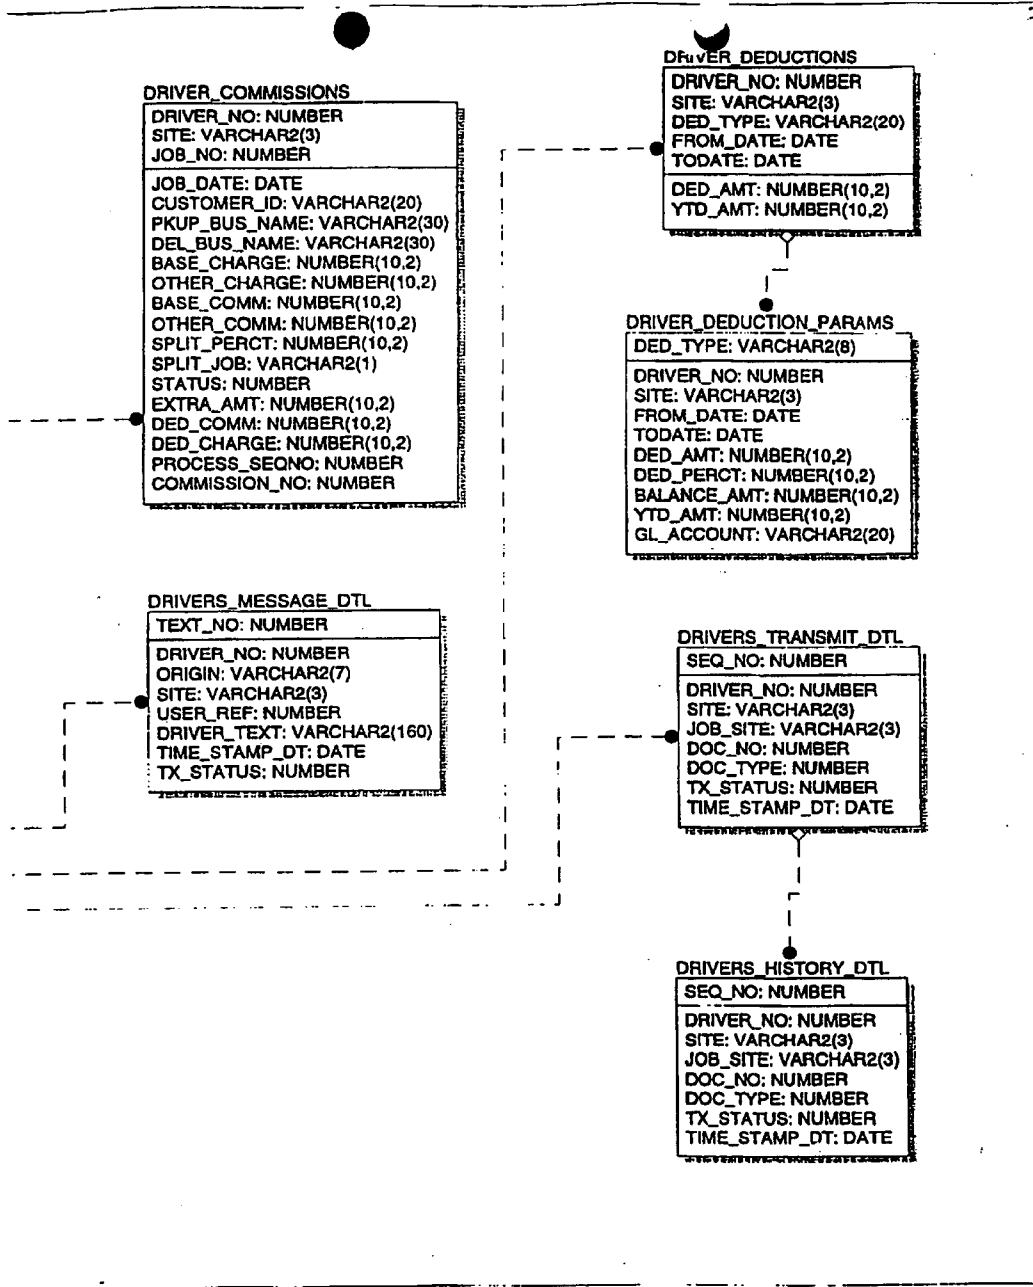 DRIVER_COMMISSIONS
DRIVER_NO: NUMBER
SITE: VARCHAR2(3)
JOB_NO: NUMBER
JOB_DATE: DATE
CUSTOMER_ID: VARCHAR2(20)
PKUP_BUS_NAME: VARCHAR2(30)
DEL_BUS_NAME: VARCHAR2(30)
BASE_CHARGE: NUMBER(10,2)
OTHER_CHARGE: NUMBER(10,2)
BASE_COMM: NUMBER(10,2)
OTHER_COMM: NUMBER(10,2)
SPLIT_PERCT: NUMBER(10,2)
SPLIT_JOB: VARCHAR2(1)
STATUS: NUMBER
EXTRA_AMT: NUMBER(10,2)
DED_COMM: NUMBER(10,2)
DED_CHARGE: NUMBER(10,2)
PROCESS_SEQNO: NUMBER
COMMISSION_NO: NUMBER
DRIVER_DEDUCTIONS
DRIVER_NO: NUMBER
SITE: VARCHAR2(3)
DED_TYPE: VARCHAR2(20)
FROM_DATE: DATE
TODATE: DATE
DED_AMT: NUMBER(10,2)
YTD_AMT: NUMBER(10,2)
DRIVER_DEDUCTION_PARAMS
DED_TYPE: VARCHAR2(8)
DRIVER_NO: NUMBER
SITE: VARCHAR2(3)
FROM_DATE: DATE
TODATE: DATE
DED_AMT: NUMBER(10,2)
DED_PERCT: NUMBER(10,2)
BALANCE_AMT: NUMBER(10,2)
YTD_AMT: NUMBER(10,2)
GL_ACCOUNT: VARCHAR2(20)
DRIVERS_MESSAGE_DTL
TEXT_NO: NUMBER
DRIVER_NO: NUMBER
ORIGIN: VARCHAR2(7)
SITE: VARCHAR2(3)
USER_REF: NUMBER
DRIVER_TEXT: VARCHAR2(160)
TIME_STAMP_DT: DATE
TX_STATUS: NUMBER
DRIVERS_TRANSMIT_DTL
SEQ_NO: NUMBER
DRIVER_NO: NUMBER
SITE: VARCHAR2(3)
JOB_SITE: VARCHAR2(3)
DOC_NO: NUMBER
DOC_TYPE: NUMBER
TX_STATUS: NUMBER
TIME_STAMP_DT: DATE
DRIVERS_HISTORY_DTL
SEQ_NO: NUMBER
DRIVER_NO: NUMBER
SITE: VARCHAR2(3)
JOB_SITE: VARCHAR2(3)
DOC_NO: NUMBER
DOC_TYPE: NUMBER
TX_STATUS: NUMBER
TIME_STAMP_DT: DATE